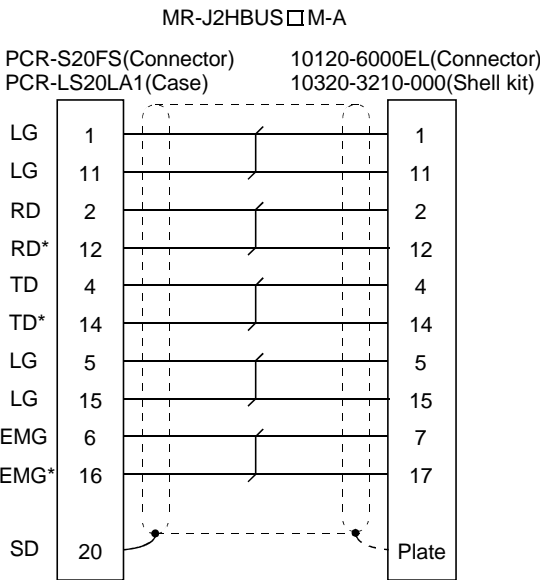 MR-J2HBUS□M-A
PCR-S20FS(Connector) 10120-6000EL(Connector)
PCR-LS20LA1(Case) 10320-3210-000(Shell kit)
LG 1 1
LG 11 11
RD 2 2
RD* 12 12
TD 4 4
TD* 14 14
LG 5 5
LG 15 15
EMG 6 7
EMG* 16 17
SD 20 Plate